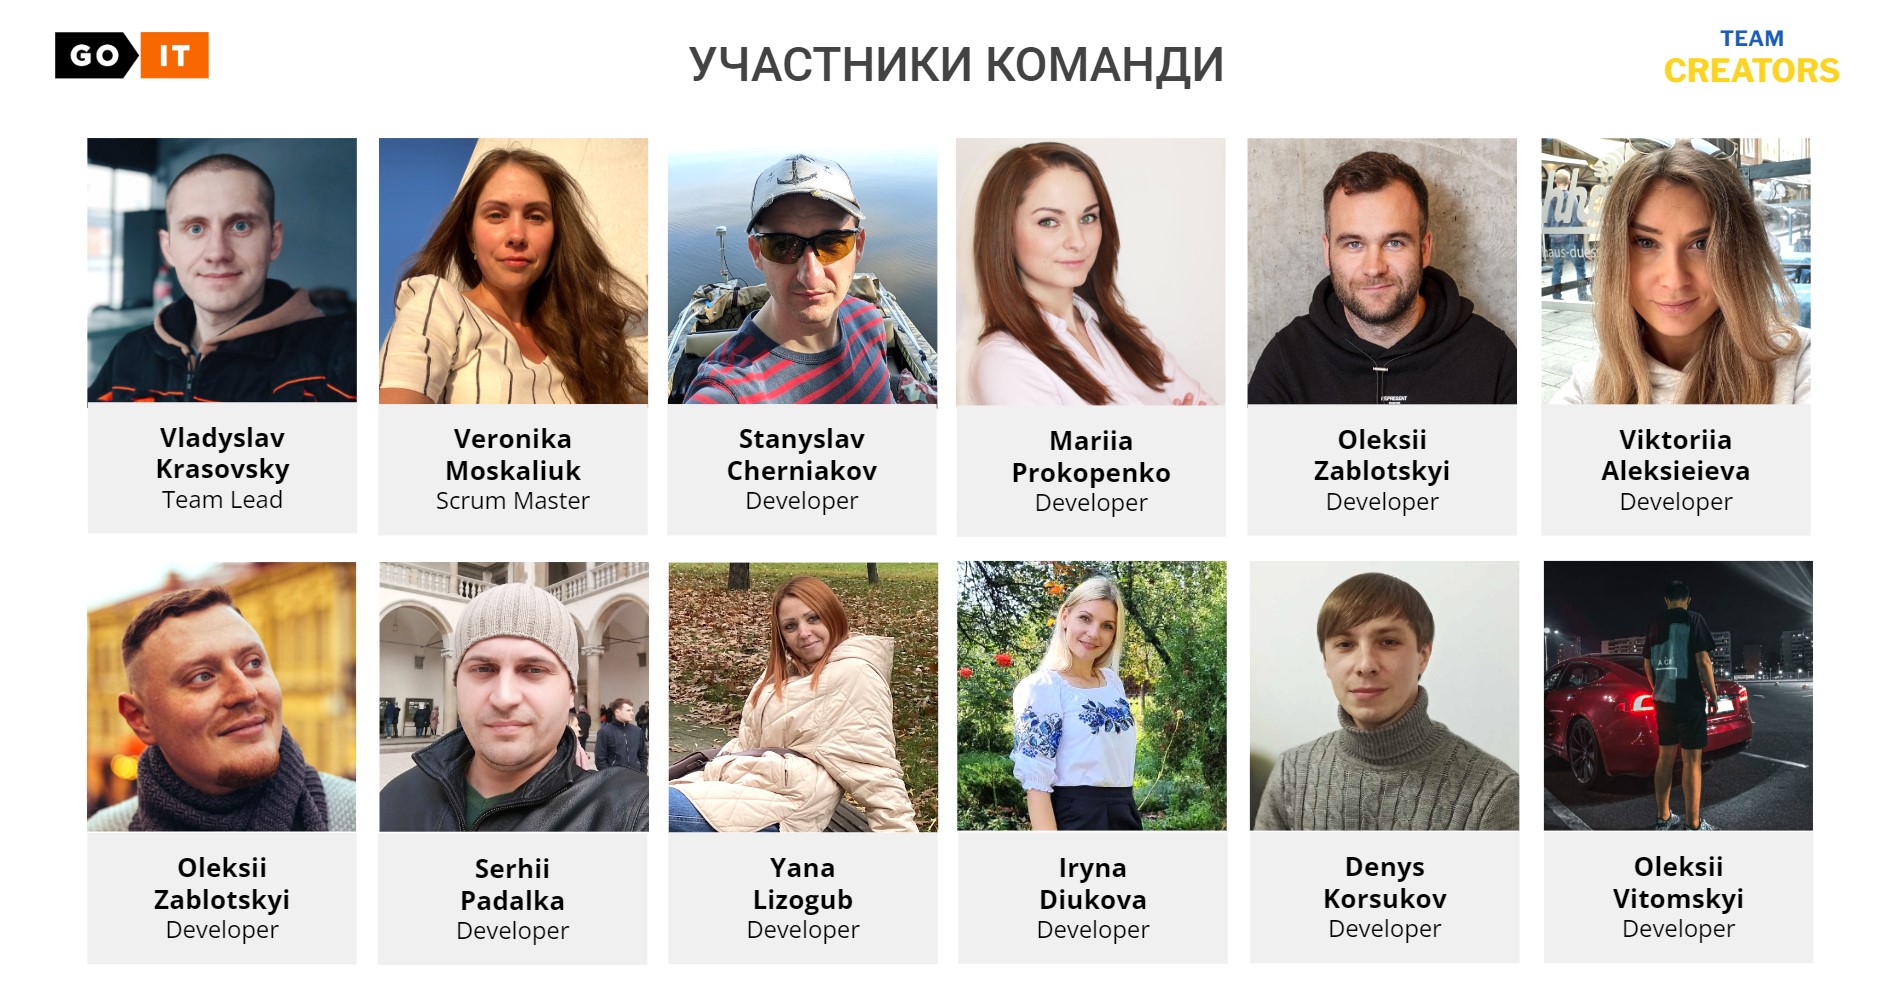 GO IT
УЧАСТНИКИ КОМАНДИ
TEAM
CREATORS
Vladyslav
Krasovsky
Team Lead
Veronika
Moskaliuk
Scrum Master
Stanyslav
Cherniakov
Developer
Mariia
Prokopenko
Developer
Oleksii
Zablotskyi
Developer
Viktoriia
Aleksieieva
Developer
Oleksii
Zablotskyi
Developer
Serhii
Padalka
Developer
Yana
Lizogub
Developer
Iryna
Diukova
Developer
Denys
Korsukov
Developer
Oleksii
Vitomskyi
Developer